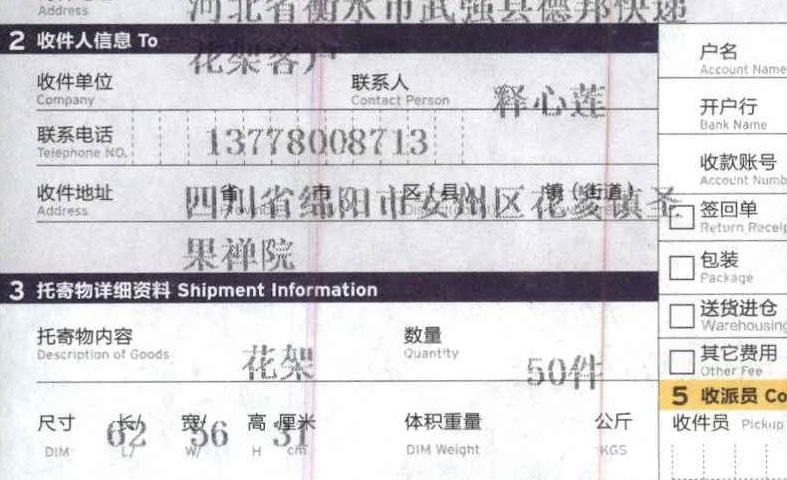 Address 河北省衡水市武强县德邦快递
2 收件人信息 To
花架客户
收件单位 联系人 释心莲
Company Contact Person
联系电话 13778008713
Telephone NO.
收件地址 省 市 区(县) 镇(街道)
四川省绵阳市安州区花荄镇圣
Address
果禅院
3 托寄物详细资料 Shipment Information
托寄物内容 花架 数量 50件
Description of Goods Quantity
尺寸 长/ 62 宽/ 56 高 31 厘米 体积重量 公斤
DIM L/ W/ H cm DIM Weight KGS
户名
Account Name
开户行
Bank Name
收款账号
Account Numb
签回单
Return Receip
包装
Package
送货进仓
Warehousing
其它费用
Other Fee
5 收派员 Co
收件员 Pickup